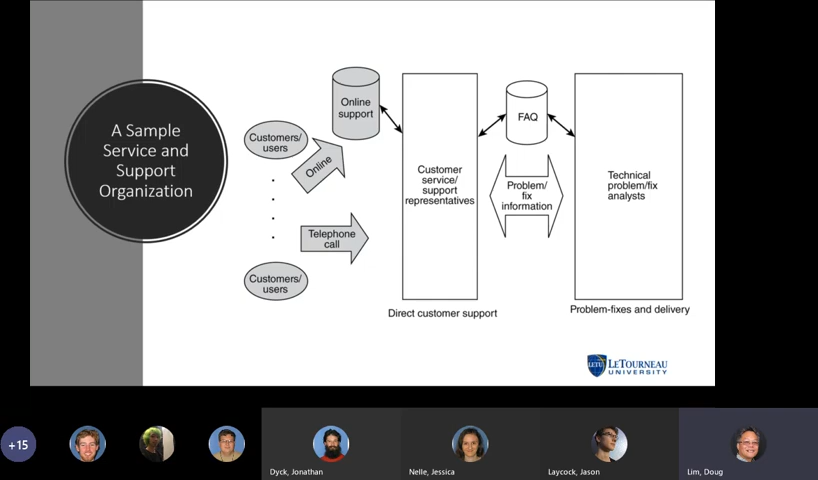 A Sample
Service and
Support
Organization
Customers/
users
Online
Online
support
Telephone
call
Customers/
users
Customer
service/
support
representatives
Direct customer support
FAQ
Problem/
fix
information
Technical
problem/fix
analysts
Problem-fixes and delivery
LETU
LETOURNEAU
UNIVERSITY
+15
Dyck, Jonathan
Nelle, Jessica
Laycock, Jason
Lim, Doug